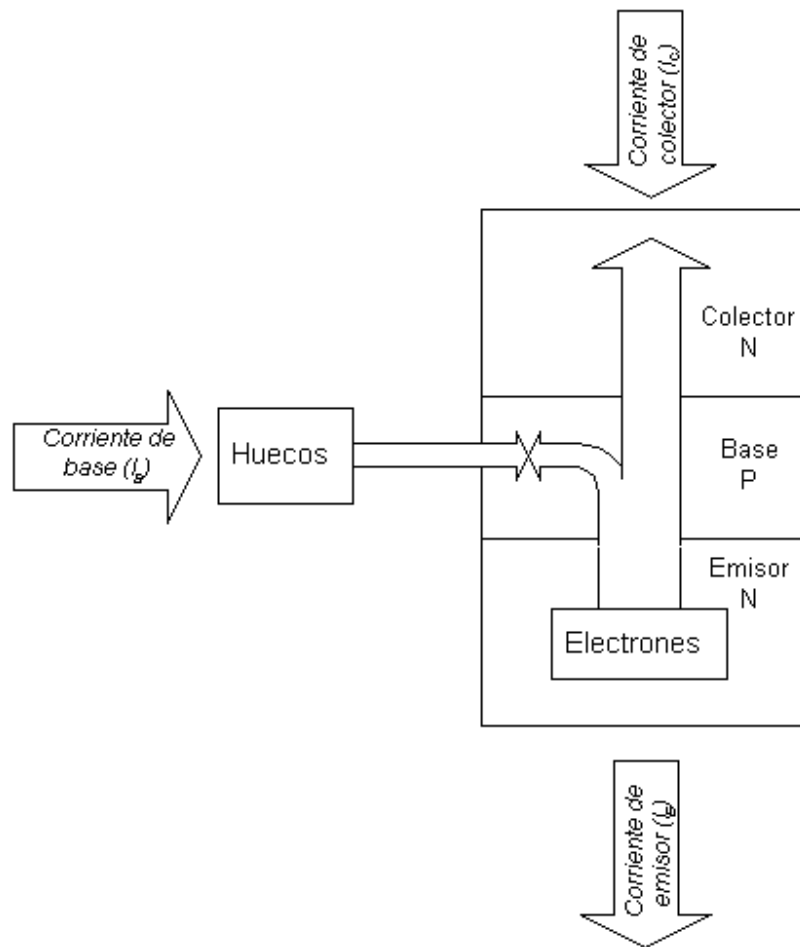 Corriente de
colector (Ic)
Colector
N
Corriente de
base (IB)
Huecos
Base
P
Emisor
N
Electrones
Corriente de
emisor (IE)